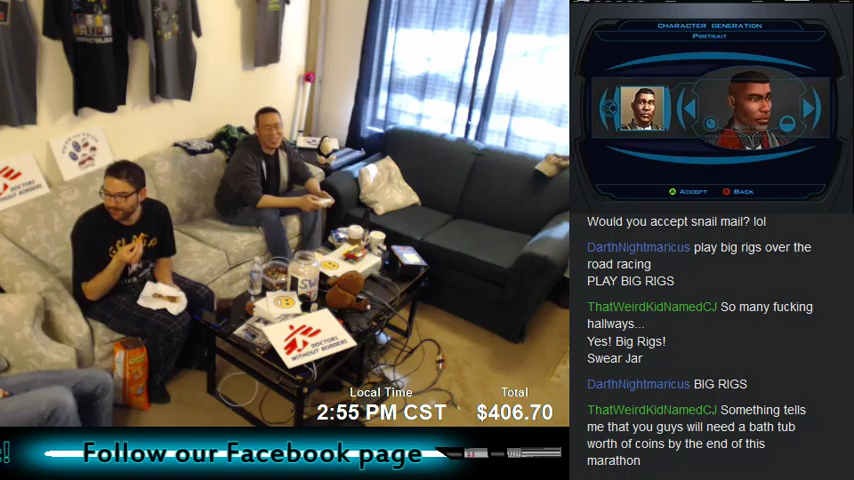 CHARACTER GENERATION
PORTRAIT
ACCEPT
BACK
Would you accept snail mail? lol
DarthNightmaricus play big rigs over the
road racing
PLAY BIG RIGS
ThatWeirdKidNamedCJ So many fucking
hallways...
Yes! Big Rigs!
Swear Jar
DarthNightmaricus BIG RIGS
ThatWeirdKidNamedCJ Something tells
me that you guys will need a bath tub
worth of coins by the end of this
marathon
DOCTORS
WITHOUT BORDERS
SW
DOCTORS
WITHOUT BORDERS
Local Time
2:55 PM CST
Total
$406.70
Follow our Facebook page